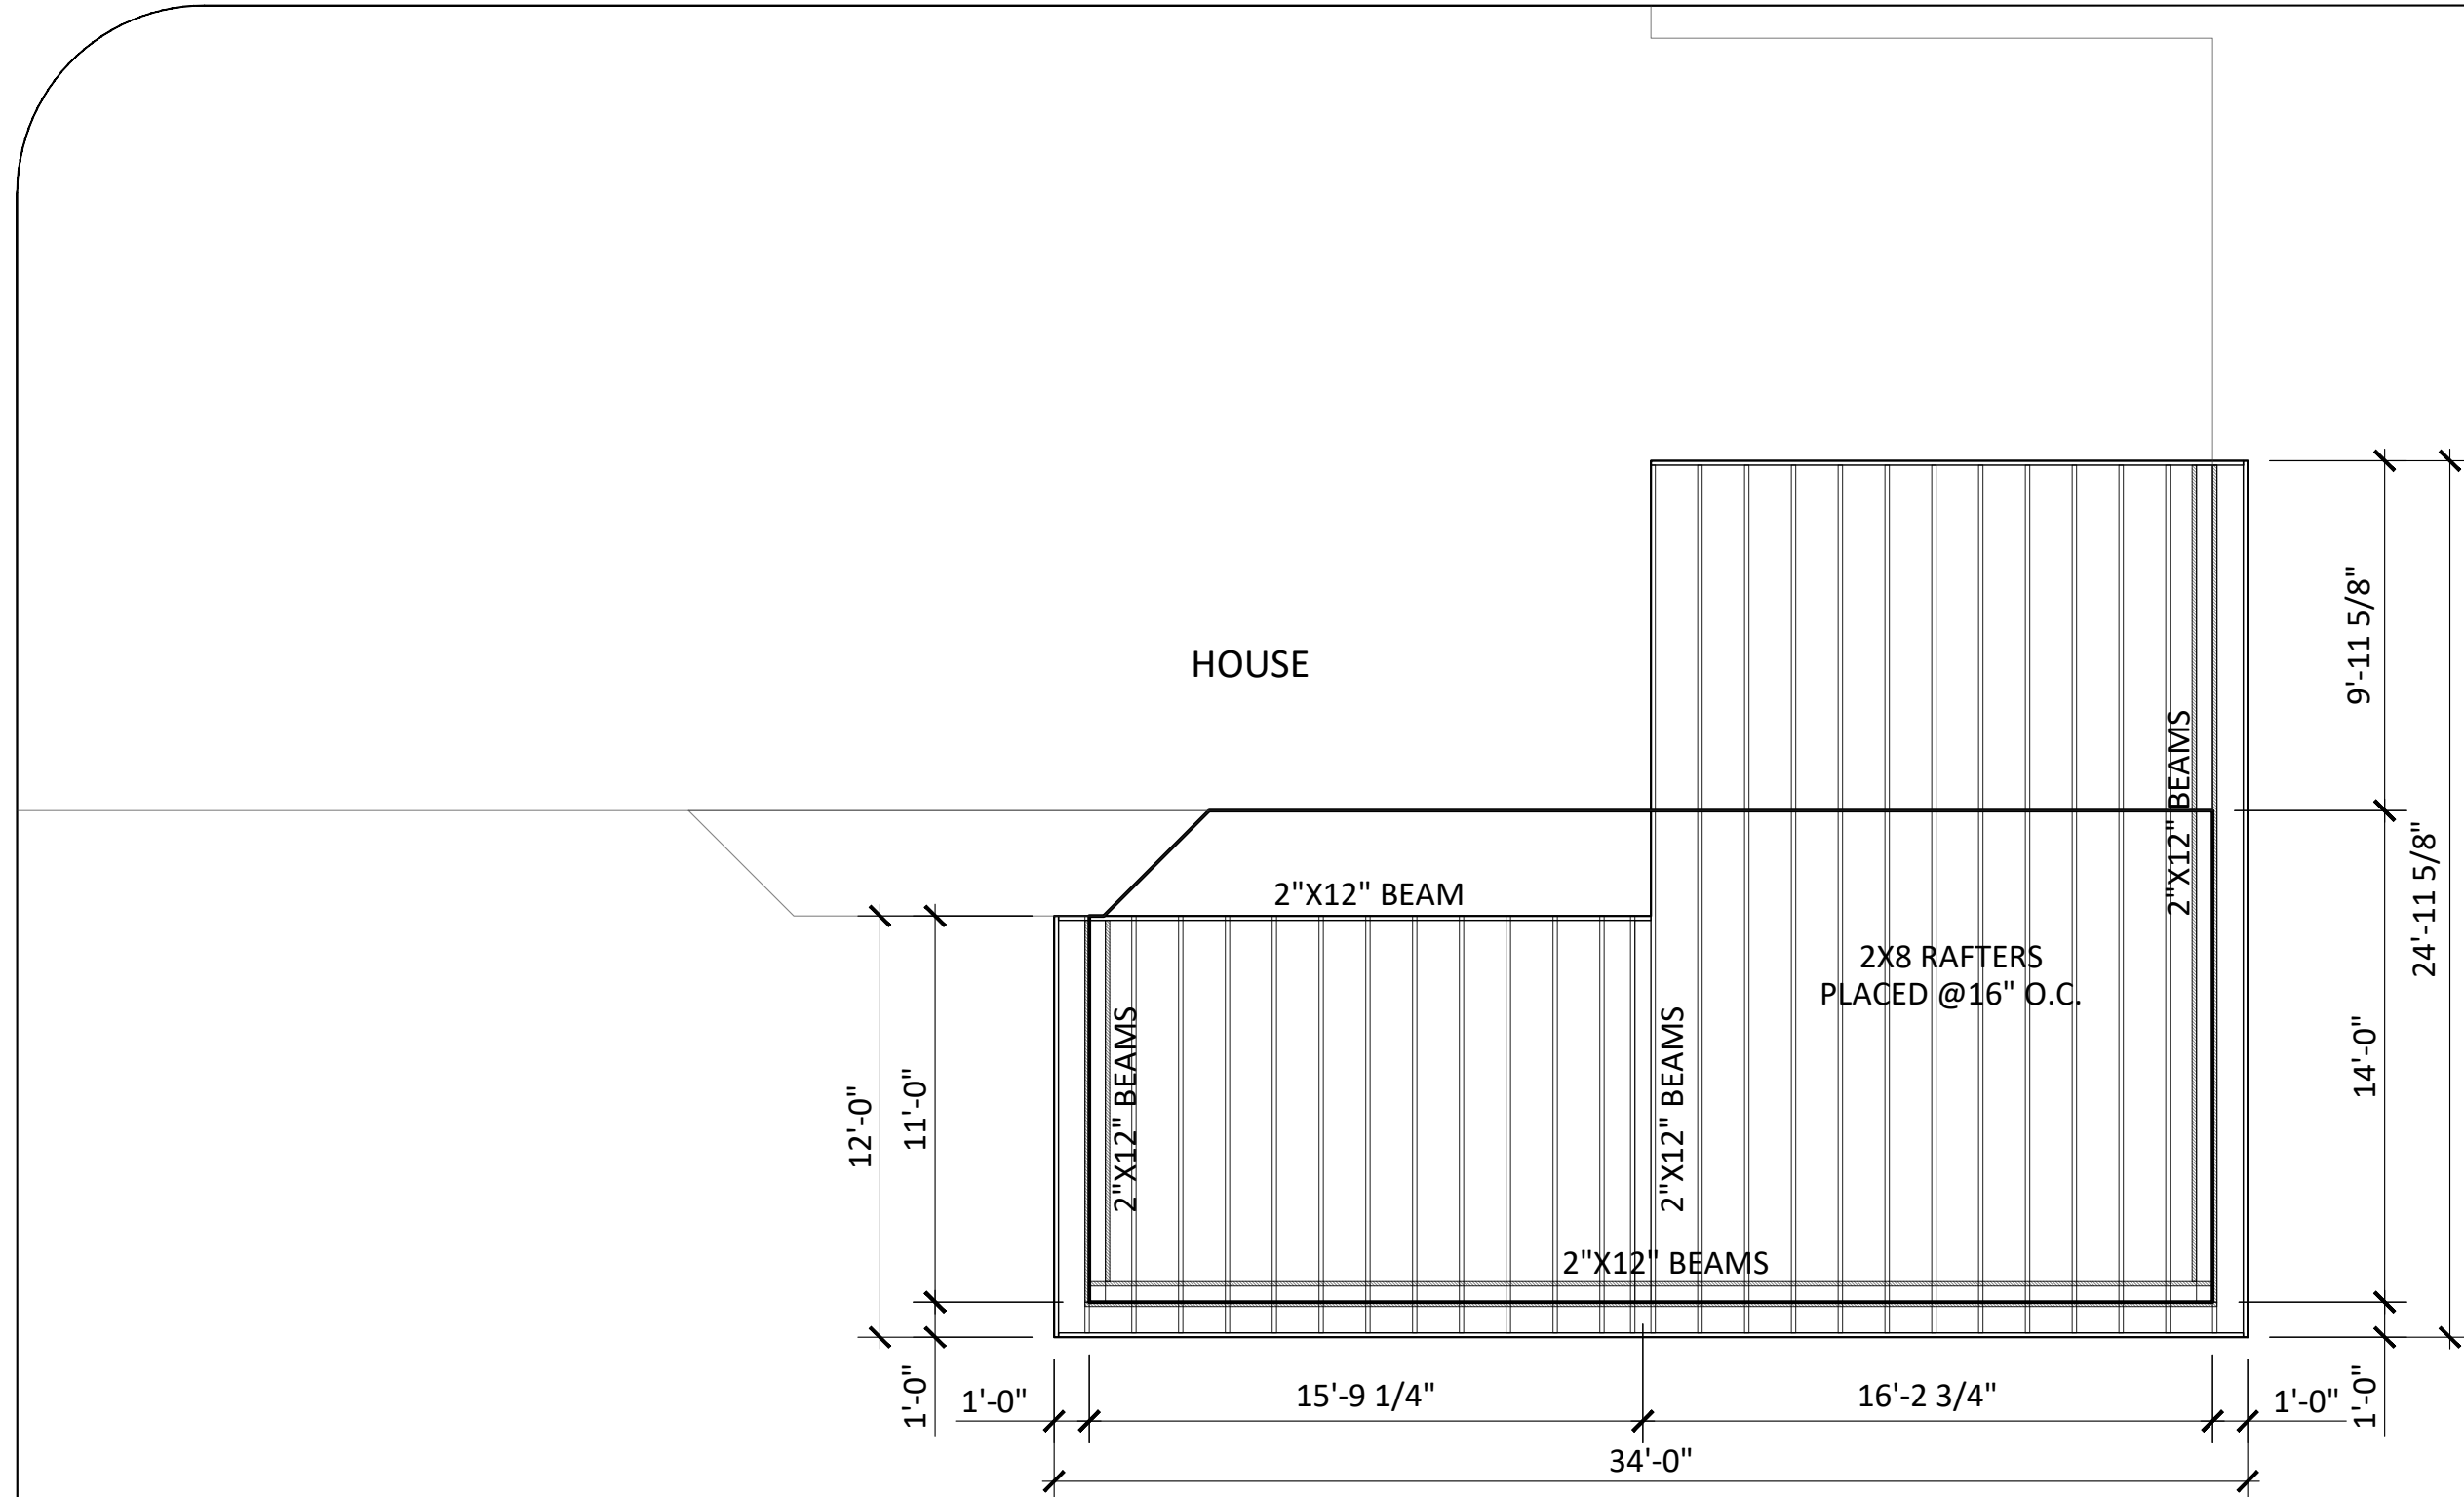 HOUSE
9'-11 5/8"
2"X12" BEAMS
24'-11 5/8"
2"X12" BEAM
2X8 RAFTERS
PLACED @16" O.C.
2"X12" BEAMS
2"X12" BEAMS
14'-0"
12'-0"
11'-0"
2"X12" BEAMS
1'-0"
1'-0"
15'-9 1/4"
16'-2 3/4"
1'-0"
1'-0"
34'-0"